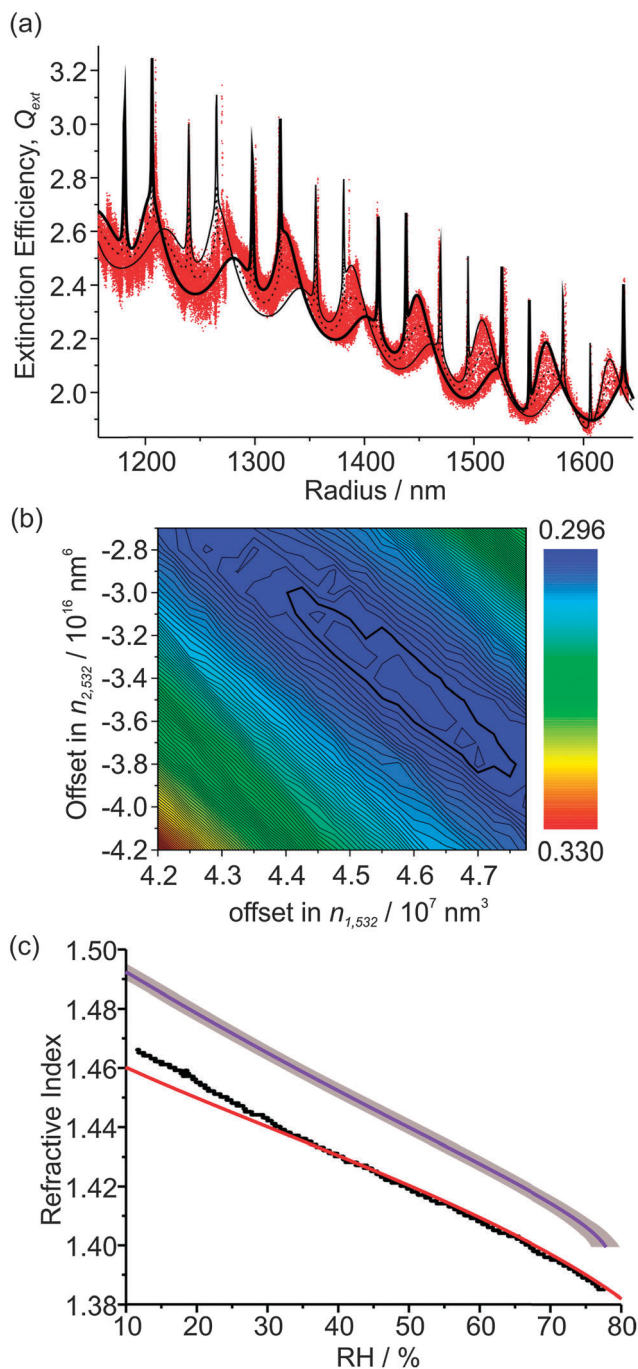 (a)
Extinction Efficiency, Qext
3.2
3.0
2.8
2.6
2.4
2.2
2.0
1200 1300 1400 1500 1600
Radius / nm
(b)
Offset in n2,532 / 10^16 nm^6
-2.8
-3.0
-3.2
-3.4
-3.6
-3.8
-4.0
-4.2
4.2 4.3 4.4 4.5 4.6 4.7
offset in n1,532 / 10^7 nm^3
0.296
0.330
(c)
Refractive Index
1.50
1.48
1.46
1.44
1.42
1.40
1.38
10 20 30 40 50 60 70 80
RH / %